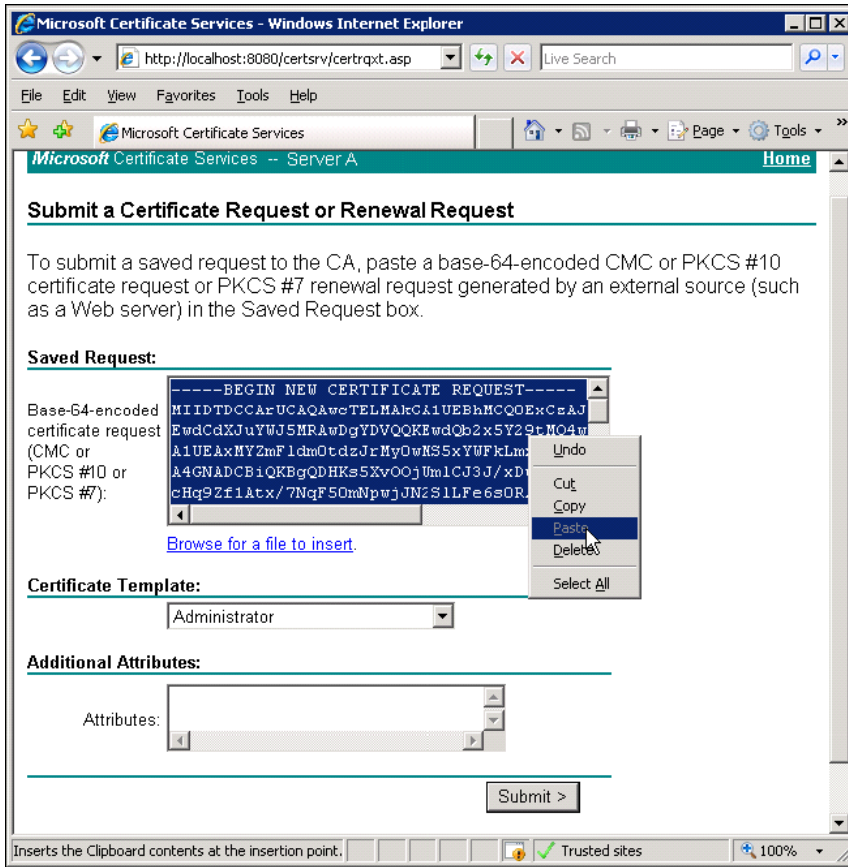 Microsoft Certificate Services - Windows Internet Explorer
http://localhost:8080/certsrv/certrqxt.asp
Live Search
File Edit View Favorites Tools Help
Microsoft Certificate Services
Page Tools »
Microsoft Certificate Services -- Server A Home
Submit a Certificate Request or Renewal Request
To submit a saved request to the CA, paste a base-64-encoded CMC or PKCS #10
certificate request or PKCS #7 renewal request generated by an external source (such
as a Web server) in the Saved Request box.
Saved Request:
Base-64-encoded
certificate request
(CMC or
PKCS #10 or
PKCS #7):
-----BEGIN NEW CERTIFICATE REQUEST-----
MIIDTDCCArUCAQAwcTELMAkGA1UEBhMCQ0ExCzAJ
EwdCdXJuYWJ5MRAwDgYDVQQKEwdQb2x5Y29tMQ4w
Undo
Cut
Copy
Paste
Delete
Select All
Browse for a file to insert.
Certificate Template:
Administrator
Additional Attributes:
Attributes:
Submit >
Inserts the Clipboard contents at the insertion point.
Trusted sites
100%